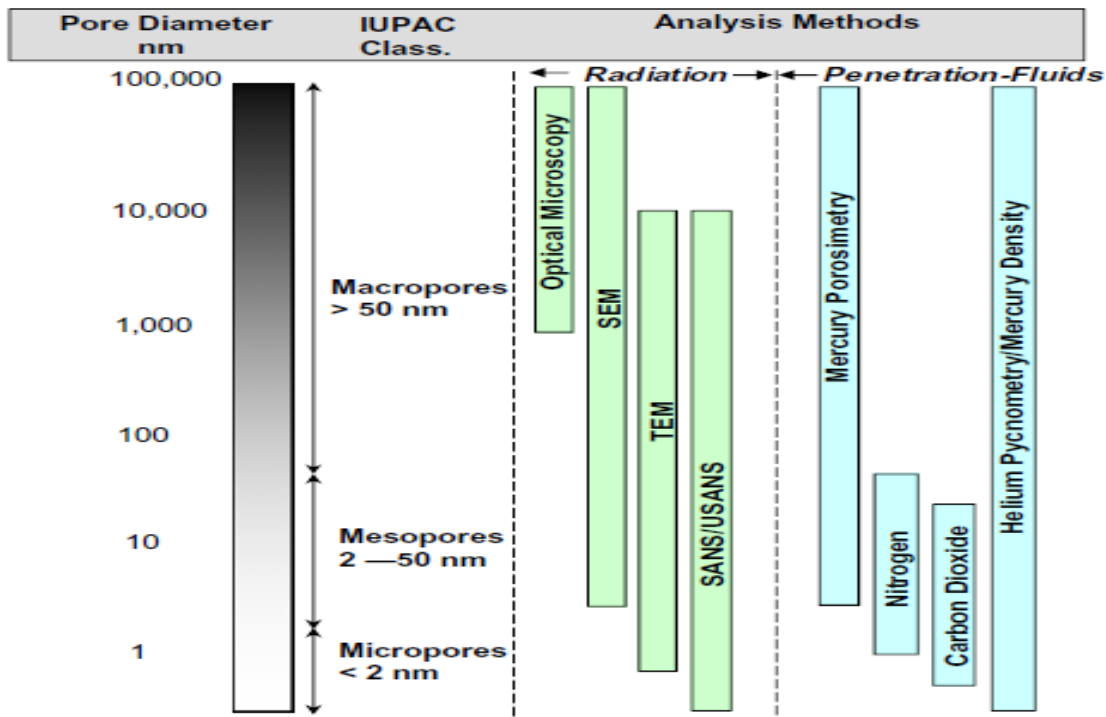 Pore Diameter
nm
IUPAC
Class.
Analysis Methods
Radiation
Penetration-Fluids
100,000
10,000
1,000
100
10
1
Macropores
> 50 nm
Mesopores
2 —50 nm
Micropores
< 2 nm
Optical Microscopy
SEM
TEM
SANS/USANS
Mercury Porosimetry
Nitrogen
Carbon Dioxide
Helium Pycnometry/Mercury Density